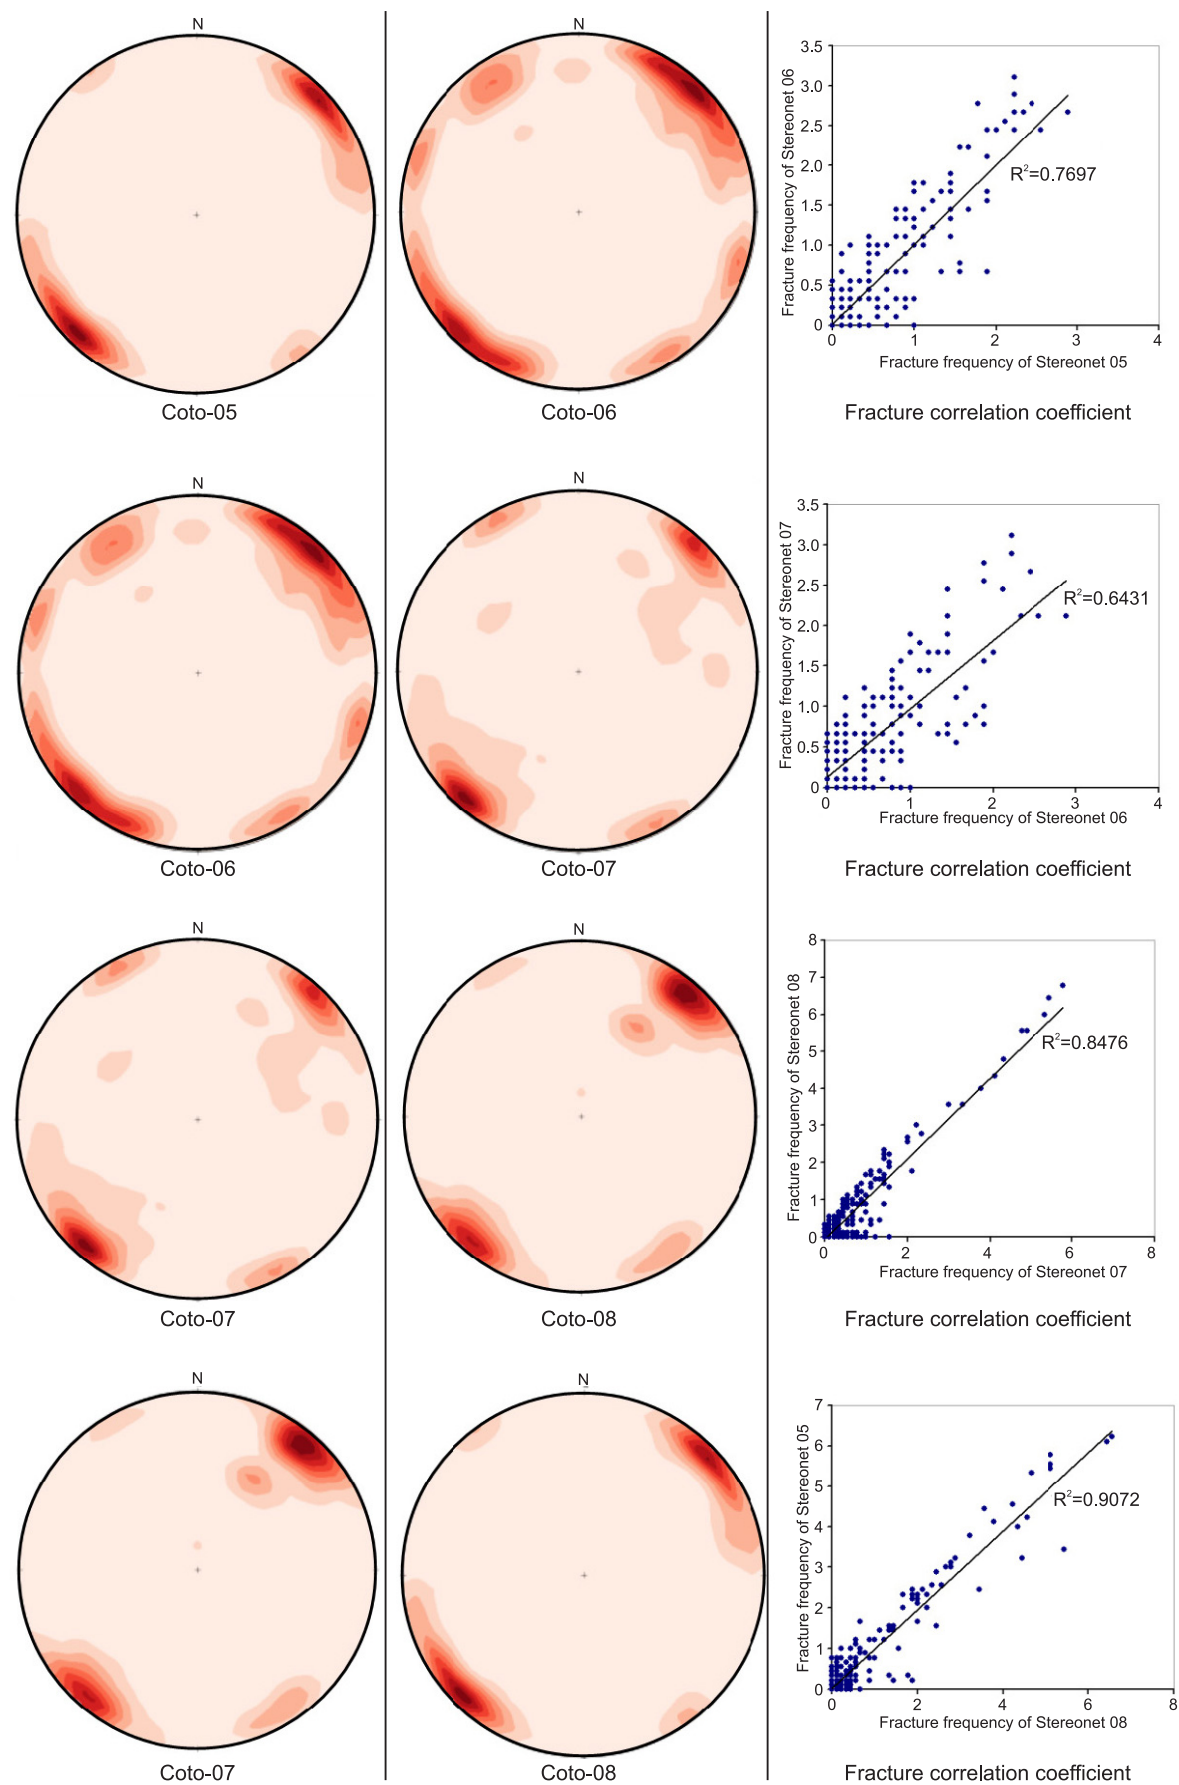 N
N
Coto-05
Coto-06
3.5
3.0
2.5
2.0
1.5
1.0
0.5
0
0
1
2
3
4
Fracture frequency of Stereonet 06
R²=0.7697
Fracture frequency of Stereonet 05
Fracture correlation coefficient
N
N
Coto-06
Coto-07
3.5
3.0
2.5
2.0
1.5
1.0
0.5
0
0
1
2
3
4
Fracture frequency of Stereonet 07
R²=0.6431
Fracture frequency of Stereonet 06
Fracture correlation coefficient
N
N
Coto-07
Coto-08
8
7
6
5
4
3
2
1
0
0
2
4
6
8
Fracture frequency of Stereonet 08
R²=0.8476
Fracture frequency of Stereonet 07
Fracture correlation coefficient
N
N
Coto-07
Coto-08
7
6
5
4
3
2
1
0
0
2
4
6
8
Fracture frequency of Stereonet 05
R²=0.9072
Fracture frequency of Stereonet 08
Fracture correlation coefficient